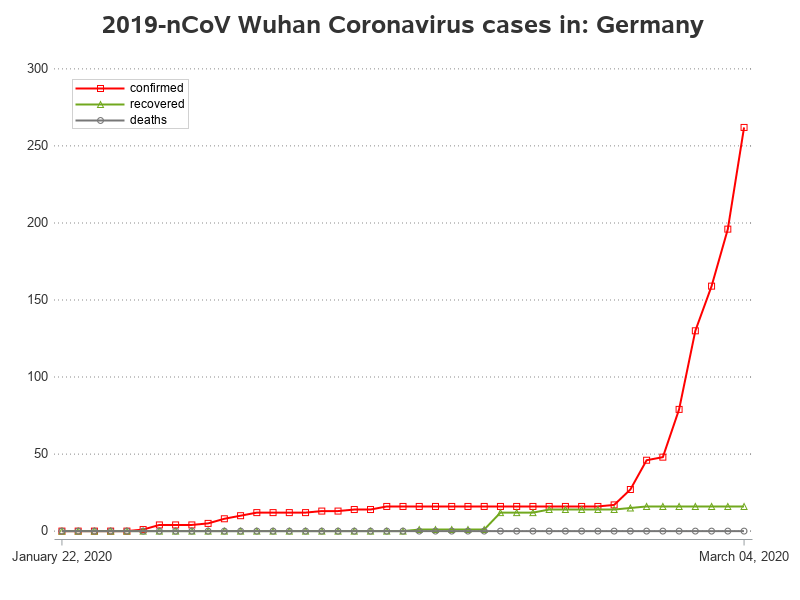 2019-nCoV Wuhan Coronavirus cases in: Germany
300
confirmed
recovered
deaths
250
200
150
100
50
0
January 22, 2020
March 04, 2020